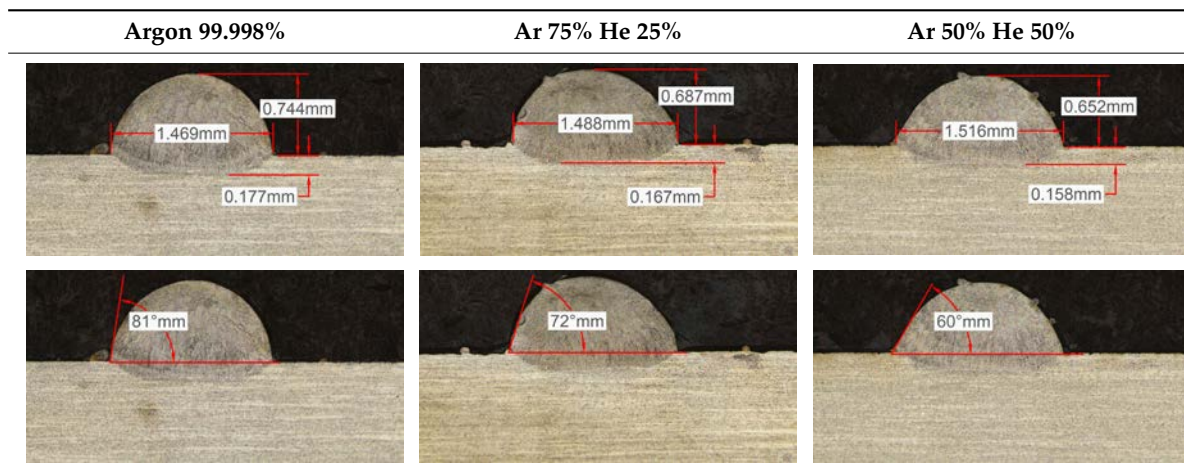 Argon 99.998% Ar 75% He 25% Ar 50% He 50%
0.744mm 0.687mm 0.652mm
1.469mm 1.488mm 1.516mm
0.177mm 0.167mm 0.158mm
81°mm 72°mm 60°mm